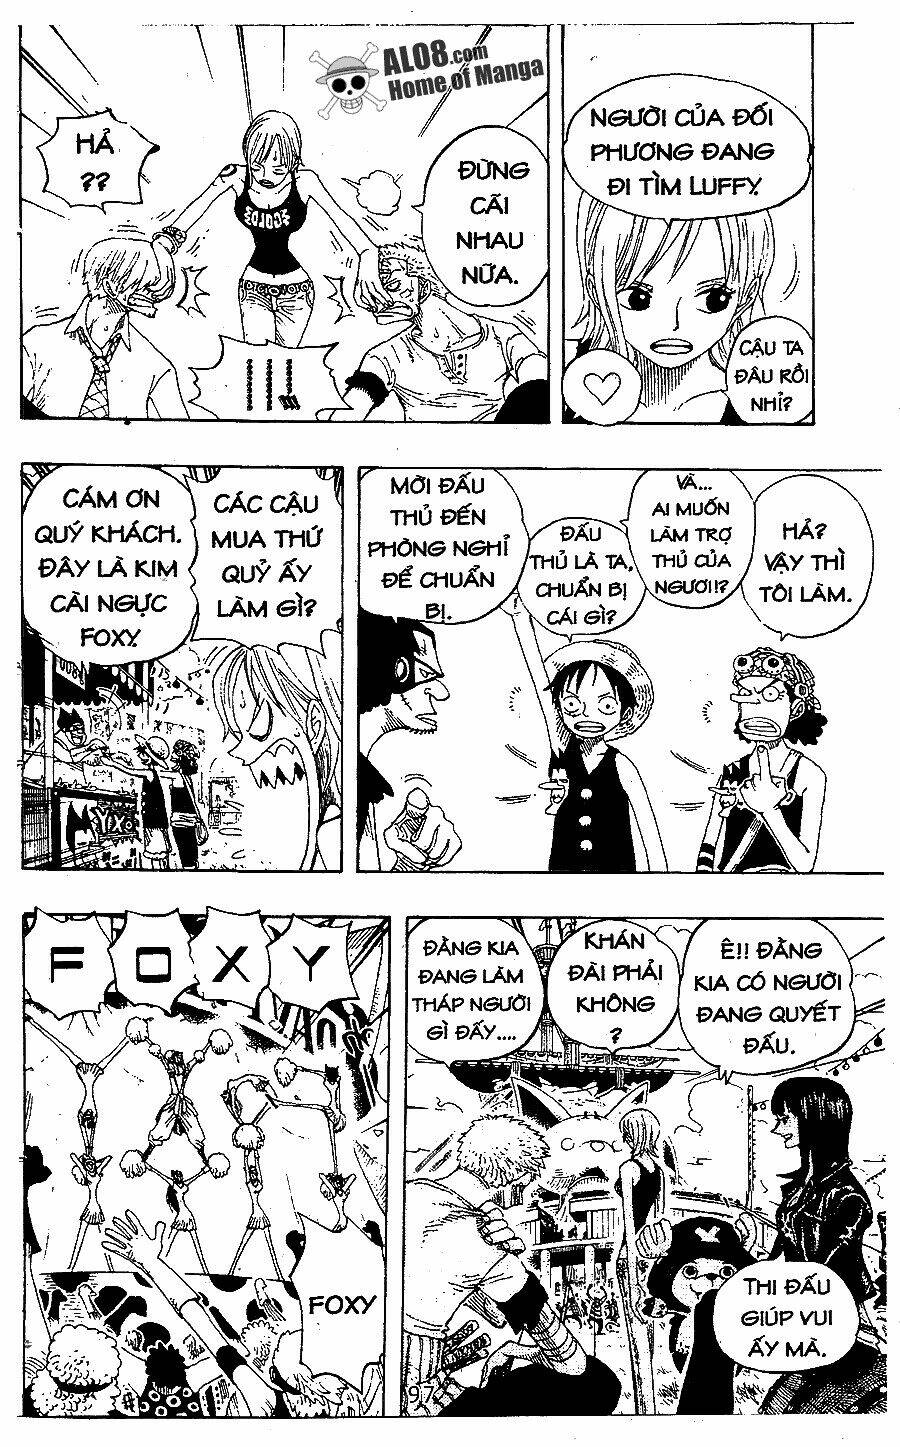 AL08.com
Home of Manga
HẢ
??
ĐỪNG
CÃI
NHAU
NỮA.
NGƯỜI CỦA ĐỐI
PHƯƠNG ĐANG
ĐI TÌM LUFFY.
CẬU TA
ĐÂU RỒI
NHỈ?
CÁM ƠN
QUÝ KHÁCH.
ĐÂY LÀ KIM
CÀI NGỰC
FOXY.
CÁC CẬU
MUA THỨ
QUỶ ẤY
LÀM GÌ?
MỜI ĐẤU
THỦ ĐẾN
PHÒNG NGHỈ
ĐỂ CHUẨN
BỊ.
ĐẤU
THỦ LÀ TA,
CHUẨN BỊ
CÁI GÌ?
VÀ...
AI MUỐN
LÀM TRỢ
THỦ CỦA
NGƯƠI!?
HẢ?
VẬY THÌ
TÔI LÀM.
F O X Y
FOXY
ĐẰNG KIA
ĐANG LÀM
THÁP NGƯỜI
GÌ ĐẤY....
KHÁN
ĐÀI PHẢI
KHÔNG
?
Ê!! ĐẰNG
KIA CÓ NGƯỜI
ĐANG QUYẾT
ĐẤU.
THI ĐẤU
GIÚP VUI
ẤY MÀ.
97